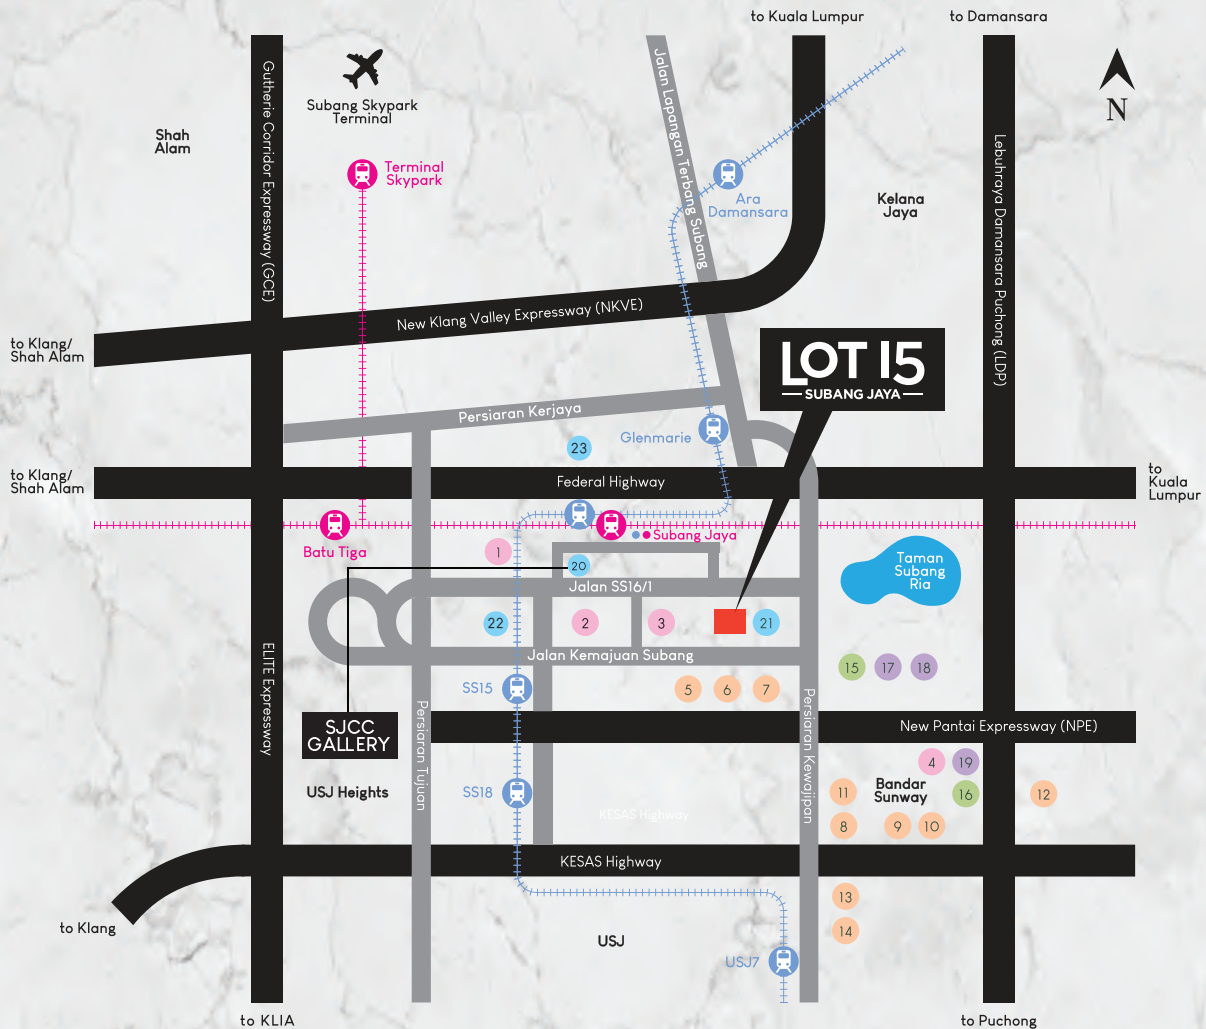 to Kuala Lumpur
to Damansara
N
Gutherie Corridor Expressway (GCE)
Subang Skypark
Terminal
Shah
Alam
Terminal
Skypark
Jalan Lapangan Terbang Subang
Ara
Damansara
Kelana
Jaya
Lebuhraya Damansara Puchong (LDP)
New Klang Valley Expressway (NKVE)
to Klang/
Shah Alam
LOT 15
SUBANG JAYA
Persiaran Kerjaya
Glenmarie
23
to Klang/
Shah Alam
Federal Highway
to
Kuala
Lumpur
Batu Tiga
Subang Jaya
1
20
Jalan SS16/1
Taman
Subang
Ria
22
2
3
21
Jalan Kemajuan Subang
15
17
18
SS15
5
6
7
ELITE Expressway
SJCC
GALLERY
Persiaran Tujuan
Persiaran Kewajipan
New Pantai Expressway (NPE)
4
19
USJ Heights
SS18
11
Bandar
Sunway
16
12
KESAS Highway
8
9
10
KESAS Highway
13
14
to Klang
USJ
USJ7
to KLIA
to Puchong